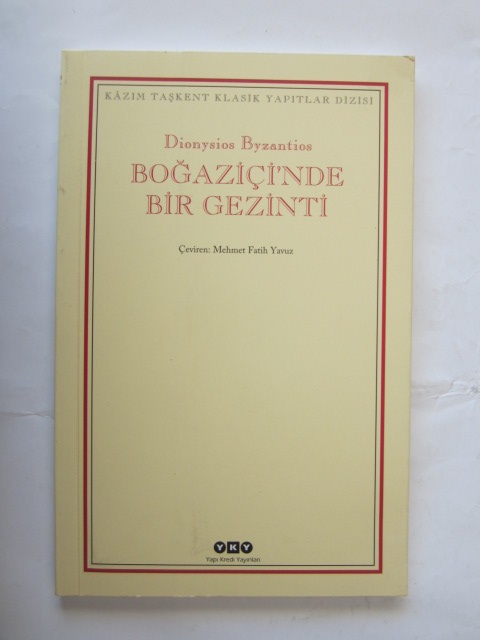 KÂZIM TAŞKENT KLASİK YAPITLAR DİZİSİ
Dionysios Byzantios
BOĞAZİÇİ'NDE
BİR GEZİNTİ
Çeviren: Mehmet Fatih Yavuz
YKY
Yapı Kredi Yayınları